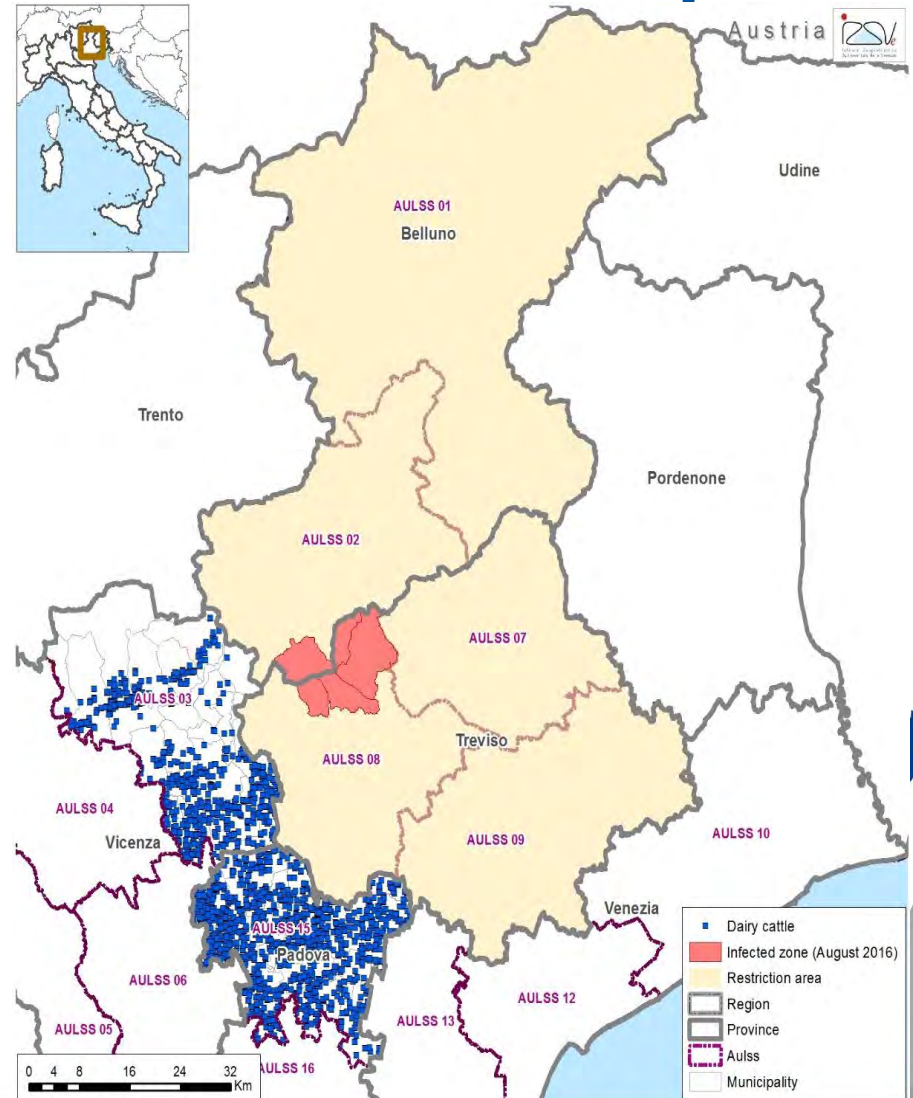 Austria
Udine
AULSS 01
Belluno
Trento
Pordenone
AULSS 02
AULSS 07
AULSS 03
Treviso
AULSS 08
AULSS 04
Vicenza
AULSS 09
AULSS 10
Venezia
AULSS 15
Padova
AULSS 06
AULSS 12
AULSS 13
AULSS 05
AULSS 16
0 4 8 16 24 32
Km
Dairy cattle
Infected zone (August 2016)
Restriction area
Region
Province
Aulss
Municipality